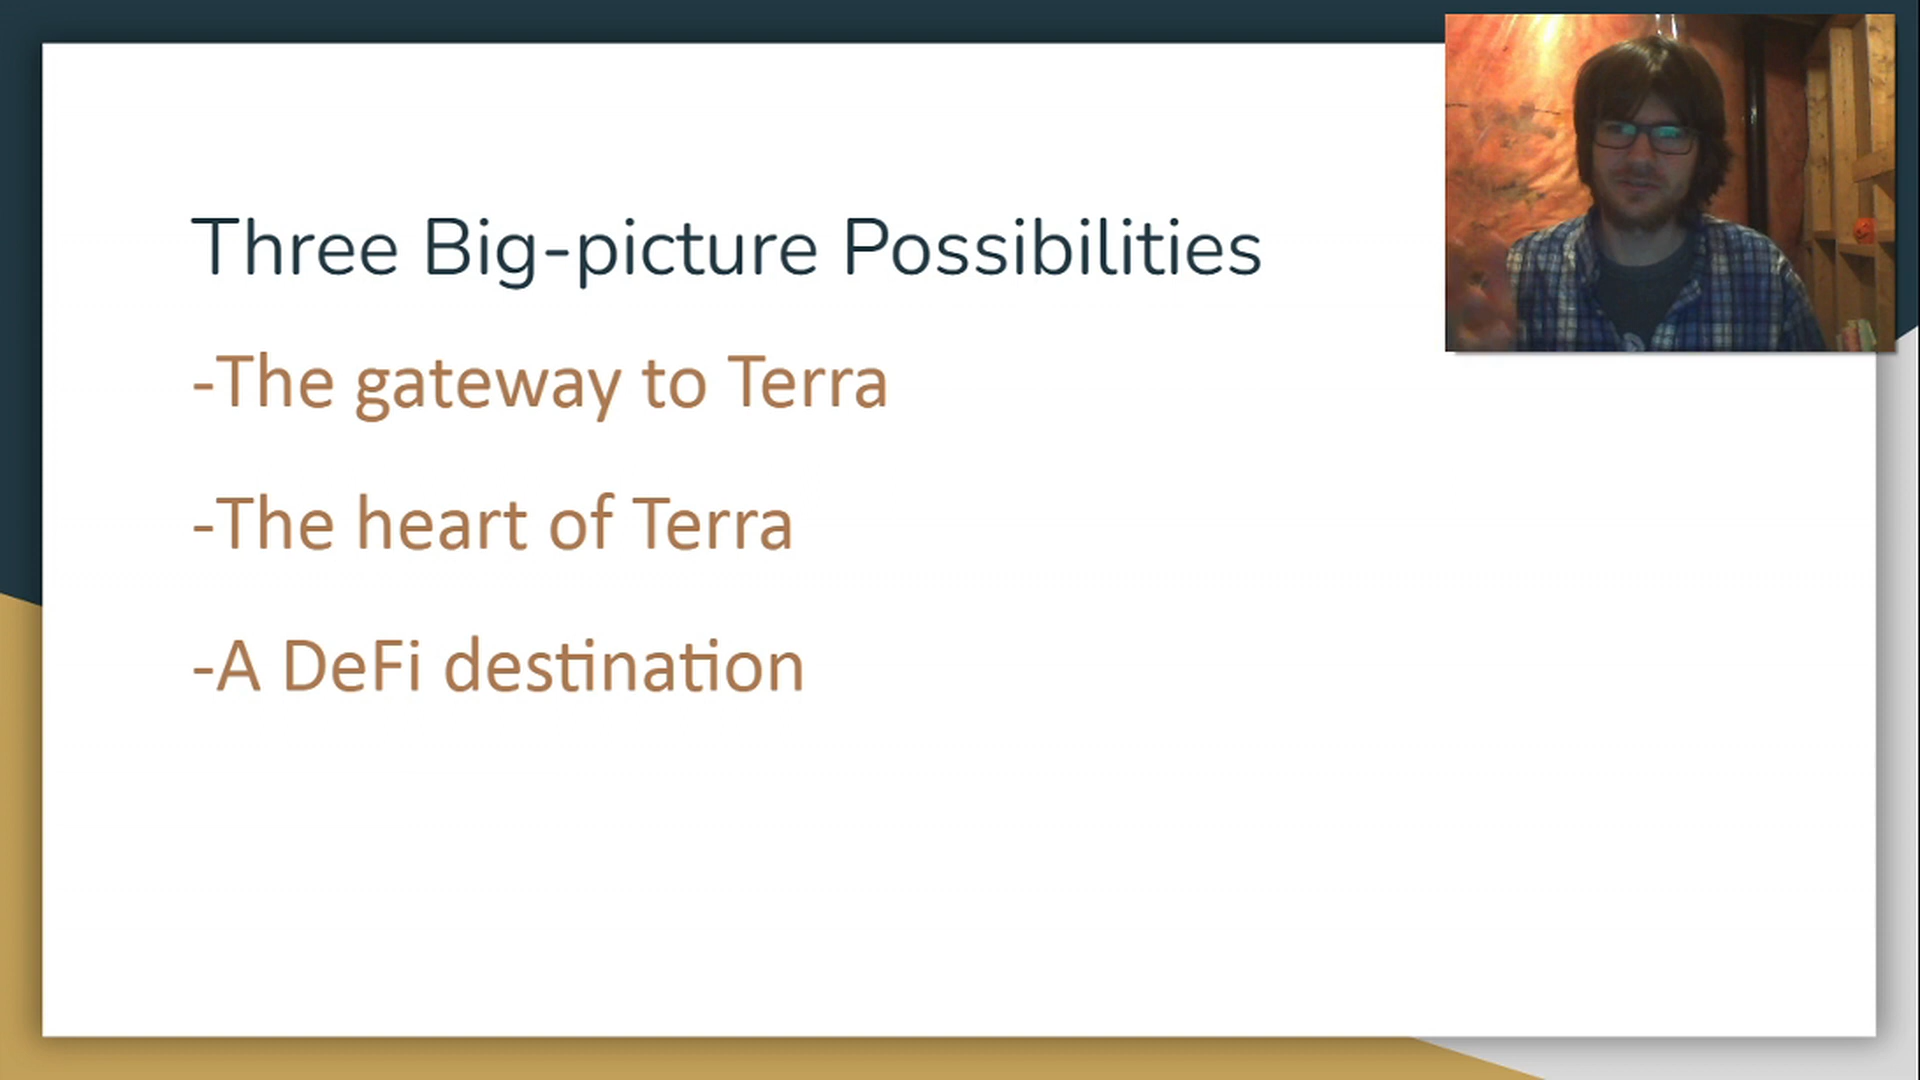 Three Big-picture Possibilities
-The gateway to Terra
-The heart of Terra
-A DeFi destination